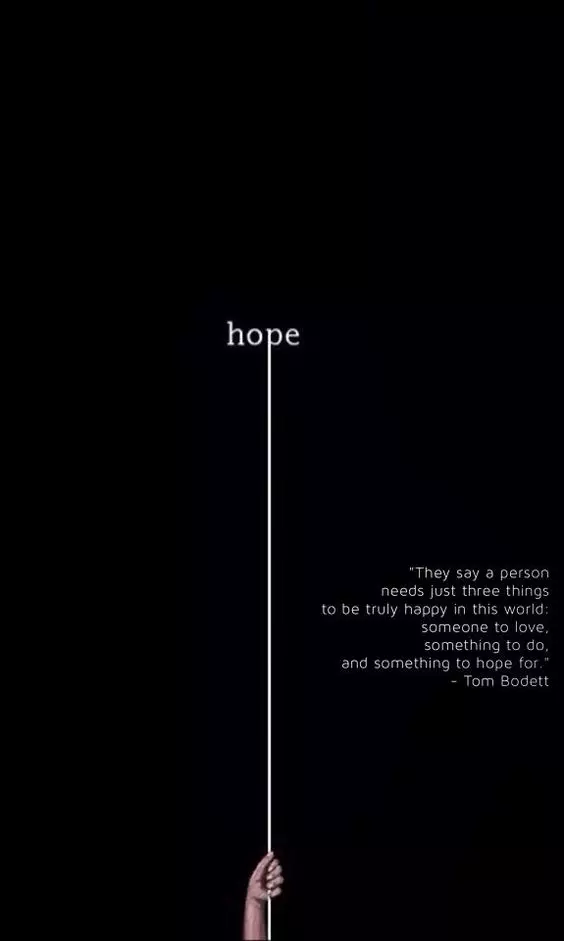 hope
"They say a person
needs just three things
to be truly happy in this world:
someone to love,
something to do,
and something to hope for."
- Tom Bodett